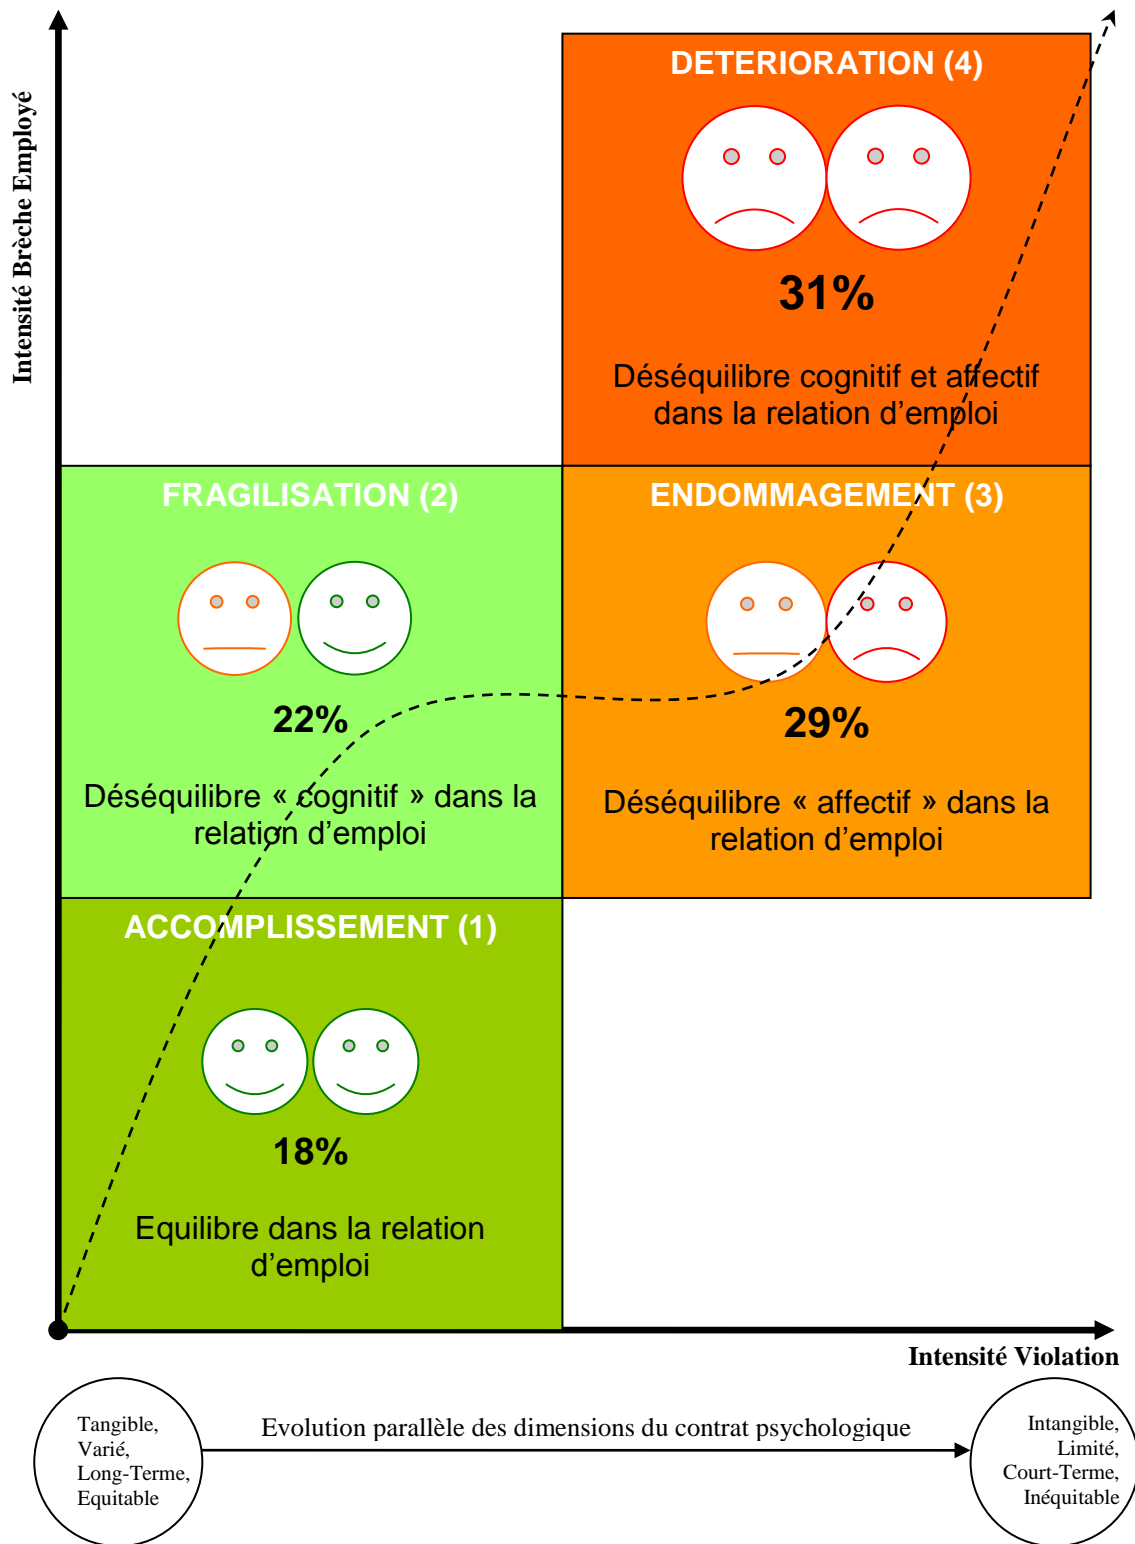 Intensité Brèche Employé
DETERIORATION (4)
31%
Déséquilibre cognitif et affectif
dans la relation d’emploi
FRAGILISATION (2)
22%
Déséquilibre « cognitif » dans la
relation d’emploi
ENDOMMAGEMENT (3)
29%
Déséquilibre « affectif » dans la
relation d’emploi
ACCOMPLISSEMENT (1)
18%
Equilibre dans la relation
d’emploi
Intensité Violation
Tangible,
Varié,
Long-Terme,
Equitable
Evolution parallèle des dimensions du contrat psychologique
Intangible,
Limité,
Court-Terme,
Inéquitable